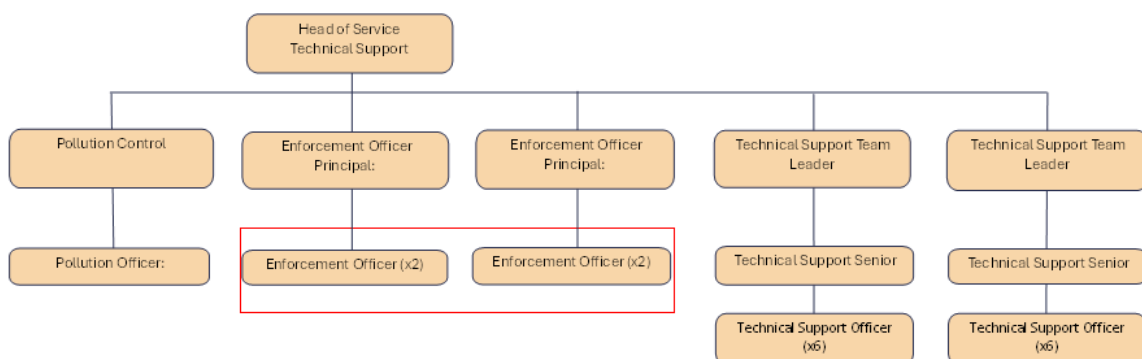 Head of Service
Technical Support
Pollution Control
Enforcement Officer
Principal:
Enforcement Officer
Principal:
Technical Support Team
Leader
Technical Support Team
Leader
Pollution Officer:
Enforcement Officer (x2)
Enforcement Officer (x2)
Technical Support Senior
Technical Support Senior
Technical Support Officer
(x6)
Technical Support Officer
(x6)